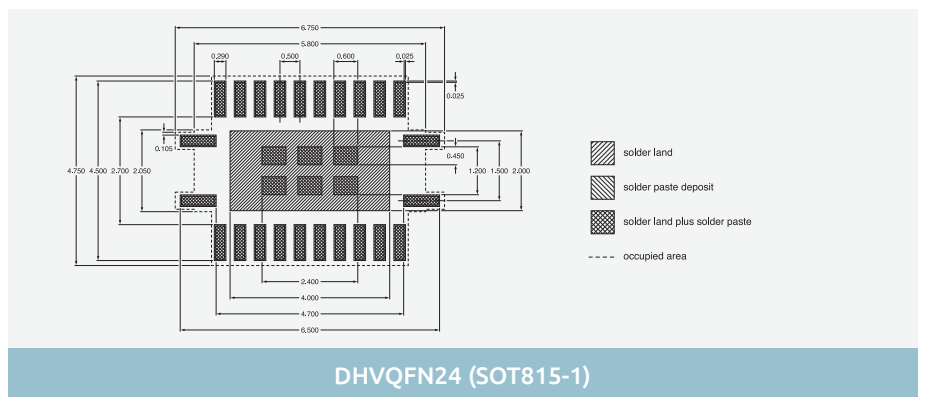 6.750
5.800
0.290 0.500 0.600 0.025
0.025
0.105
0.450
4.750 4.500 2.700 2.050 1.200 1.500 2.000
solder land
solder paste deposit
solder land plus solder paste
occupied area
2.400
4.000
4.700
6.500
DHVQFN24 (SOT815-1)